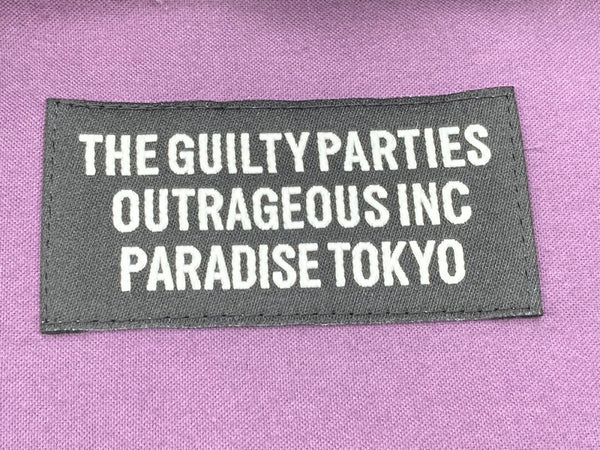 THE GUILTY PARTIES
OUTRAGEOUS INC
PARADISE TOKYO